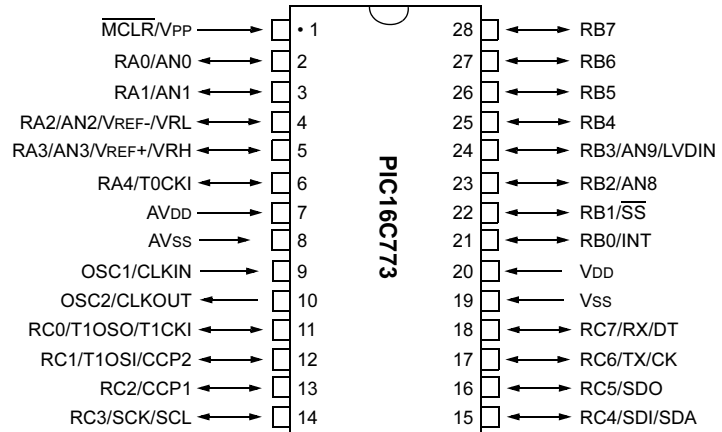 MCLR/VPP • 1 28 RB7
RA0/AN0 2 27 RB6
RA1/AN1 3 26 RB5
RA2/AN2/VREF-/VRL 4 25 RB4
RA3/AN3/VREF+/VRH 5 24 RB3/AN9/LVDIN
RA4/T0CKI 6 23 RB2/AN8
AVDD 7 22 RB1/SS
AVSS 8 21 RB0/INT
OSC1/CLKIN 9 20 VDD
OSC2/CLKOUT 10 19 VSS
RC0/T1OSO/T1CKI 11 18 RC7/RX/DT
RC1/T1OSI/CCP2 12 17 RC6/TX/CK
RC2/CCP1 13 16 RC5/SDO
RC3/SCK/SCL 14 15 RC4/SDI/SDA
PIC16C773